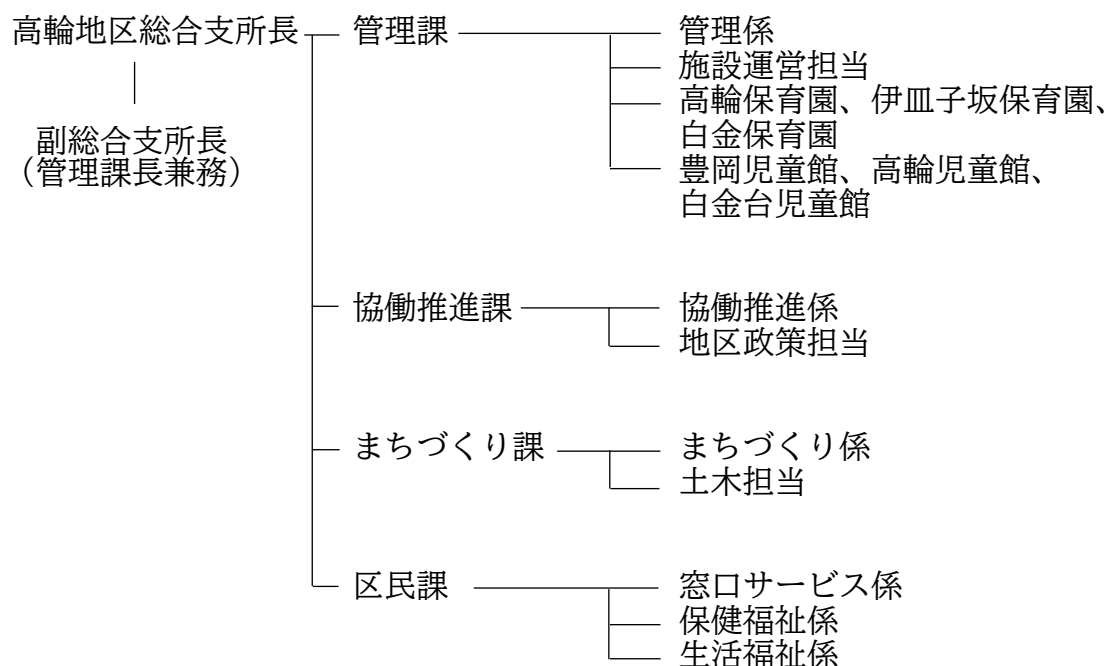 高輪地区総合支所長
副総合支所長
（管理課長兼務）
管理課
管理係
施設運営担当
高輪保育園、伊皿子坂保育園、
白金保育園
豊岡児童館、高輪児童館、
白金台児童館
協働推進課
協働推進係
地区政策担当
まちづくり課
まちづくり係
土木担当
区民課
窓口サービス係
保健福祉係
生活福祉係